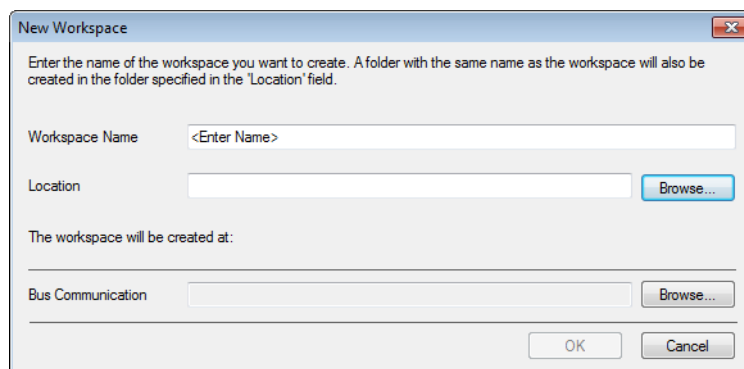 New Workspace
Enter the name of the workspace you want to create. A folder with the same name as the workspace will also be
created in the folder specified in the 'Location' field.
Workspace Name <Enter Name>
Location Browse...
The workspace will be created at:
Bus Communication Browse...
OK Cancel